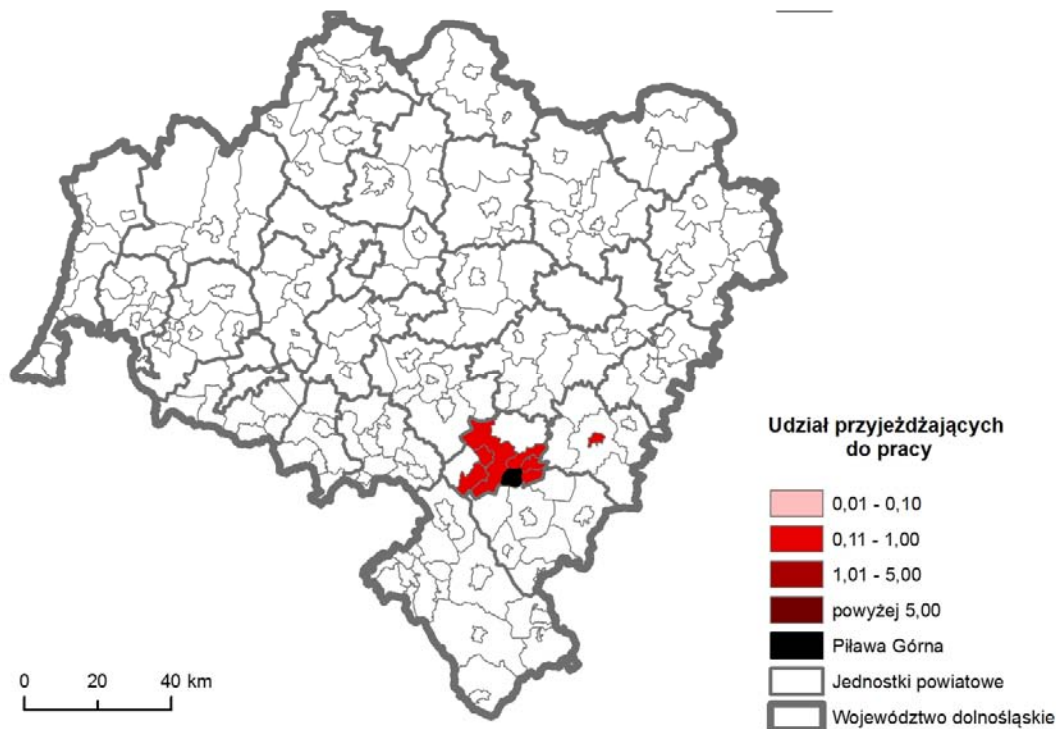 Udział przyjeżdżających
do pracy
0,01 - 0,10
0,11 - 1,00
1,01 - 5,00
powyżej 5,00
Piława Górna
Jednostki powiatowe
Województwo dolnośląskie
0 20 40 km